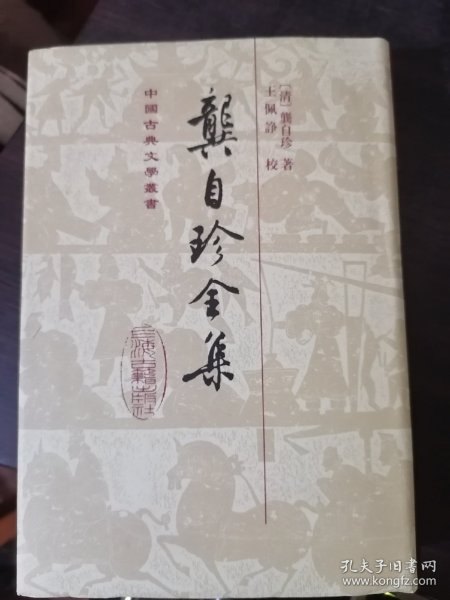 [清]龔自珍 著
王佩諍 校
龔自珍全集
中國古典文學叢書
上海古籍出版社
孔夫子旧书网
www.kongfz.com